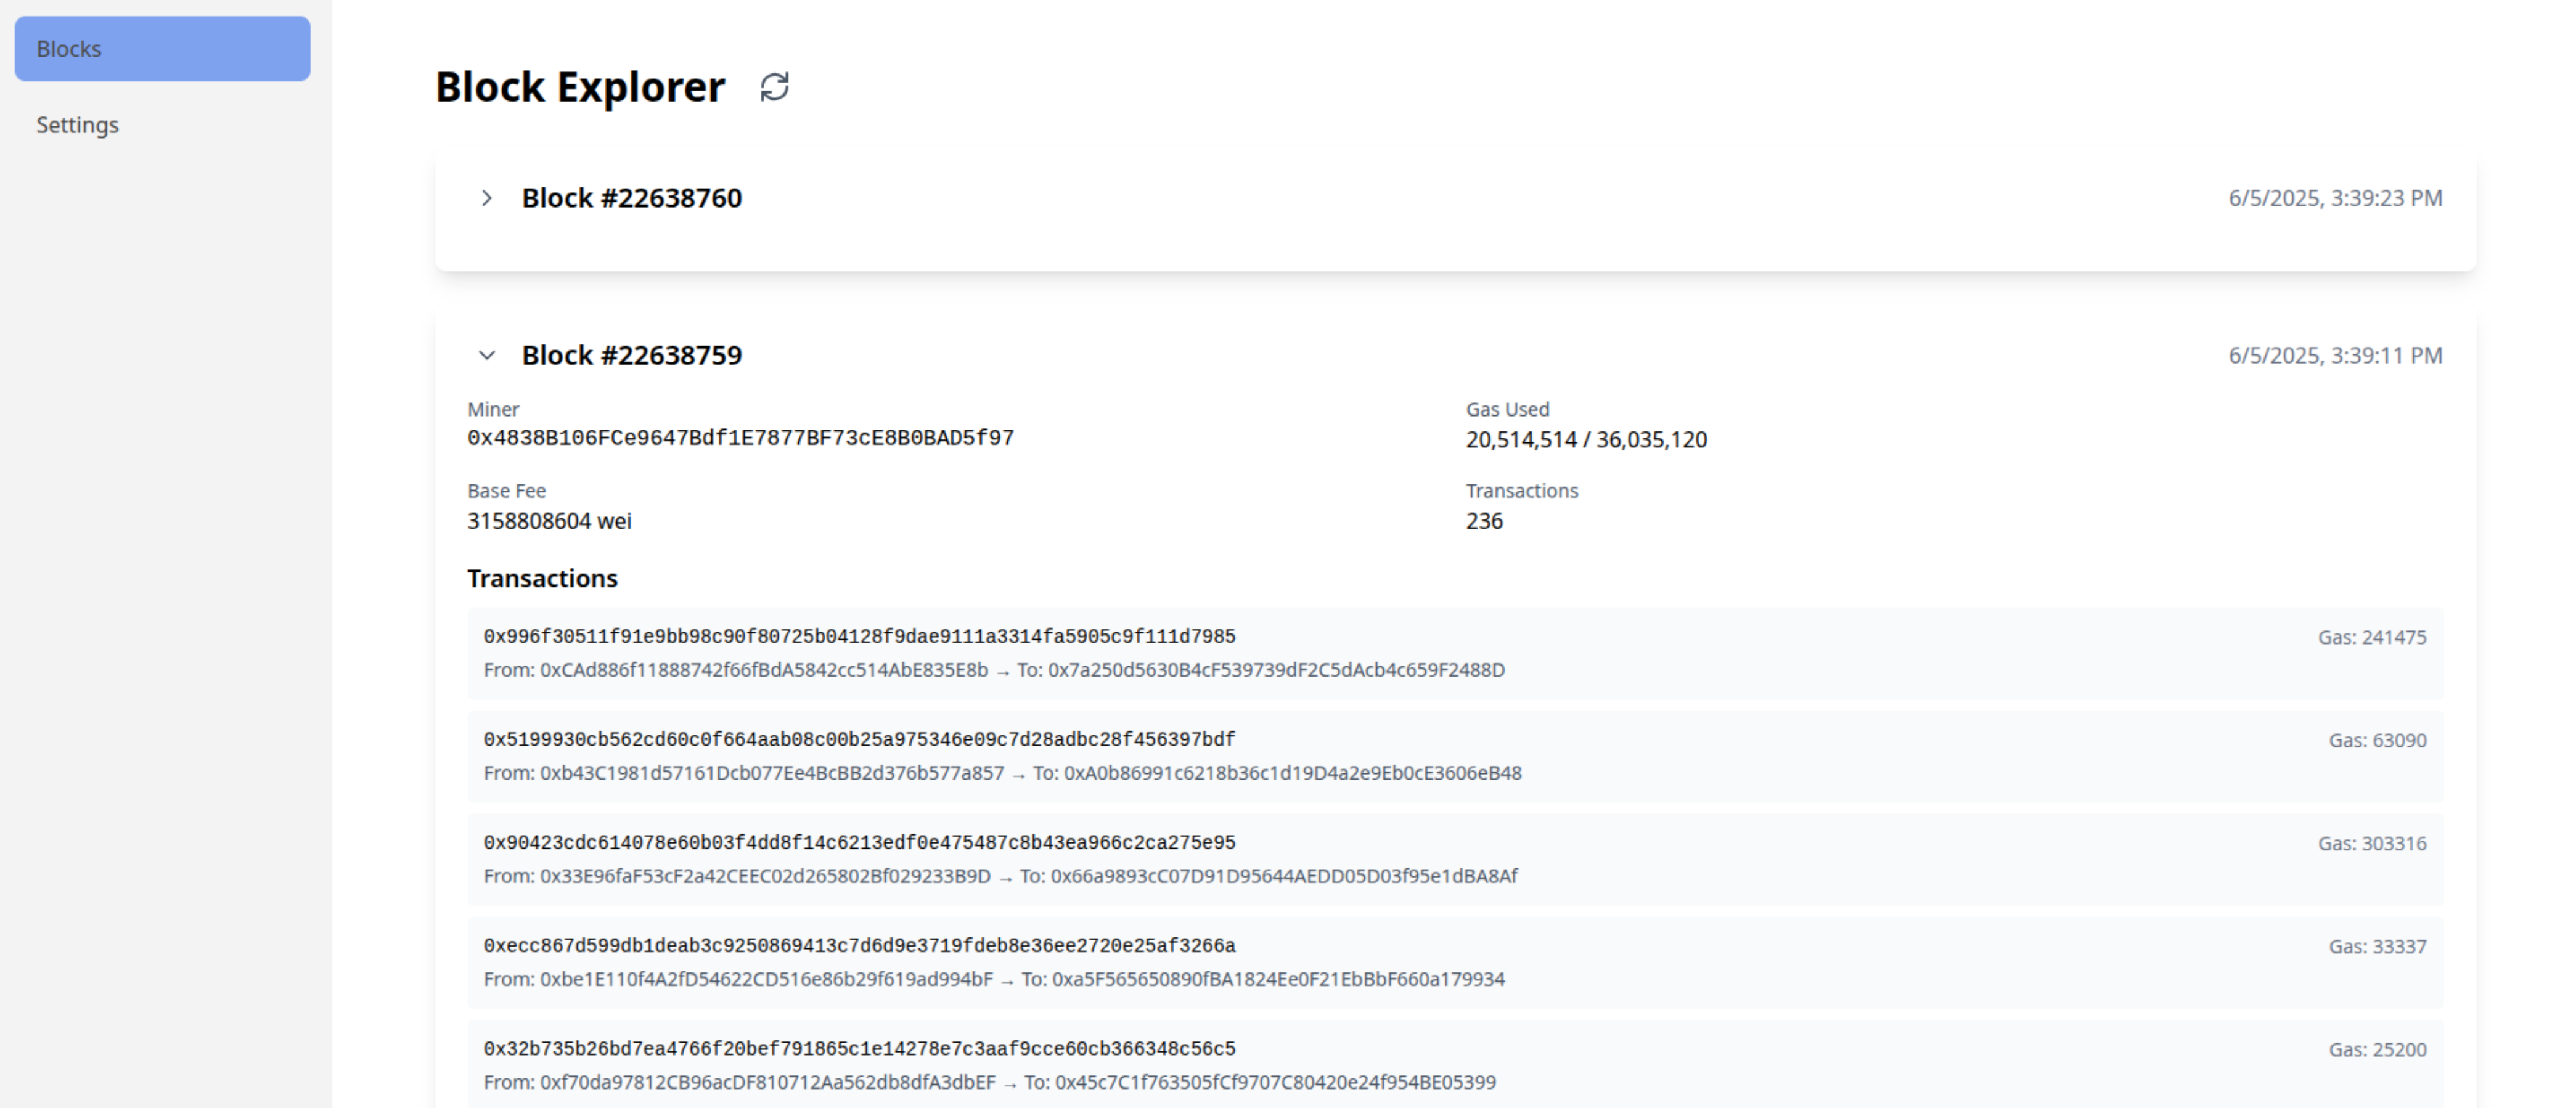 Blocks
Settings
Block Explorer
Block #22638760
6/5/2025, 3:39:23 PM
Block #22638759
6/5/2025, 3:39:11 PM
Miner
0x4838B106FCe9647Bdf1E7877BF73cE8B0BAD5f97
Gas Used
20,514,514 / 36,035,120
Base Fee
3158808604 wei
Transactions
236
Transactions
0x996f30511f91e9bb98c90f80725b04128f9dae9111a3314fa5905c9f111d7985
Gas: 241475
From: 0xCAd886f11888742f66fBdA5842cc514AbE835E8b → To: 0x7a250d5630B4cF539739dF2C5dAcb4c659F2488D
0x5199930cb562cd60c0f664aab08c00b25a975346e09c7d28adbc28f456397bdf
Gas: 63090
From: 0xb43C1981d57161Dcb077Ee4BcBB2d376b577a857 → To: 0xA0b86991c6218b36c1d19D4a2e9Eb0cE3606eB48
0x90423cdc614078e60b03f4dd8f14c6213edf0e475487c8b43ea966c2ca275e95
Gas: 303316
From: 0x33E96faF53cF2a42CEEC02d265802Bf029233B9D → To: 0x66a9893cC07D91D95644AEDD05D03f95e1dBA8Af
0xecc867d599db1deab3c9250869413c7d6d9e3719fdeb8e36ee2720e25af3266a
Gas: 33337
From: 0xbe1E110f4A2fD54622CD516e86b29f619ad994bF → To: 0xa5F565650890fBA1824Ee0F21EbBbF660a179934
0x32b735b26bd7ea4766f20bef791865c1e14278e7c3aaf9cce60cb366348c56c5
Gas: 25200
From: 0xf70da97812CB96acDF810712Aa562db8dfA3dbEF → To: 0x45c7C1f763505fCf9707C80420e24f954BE05399